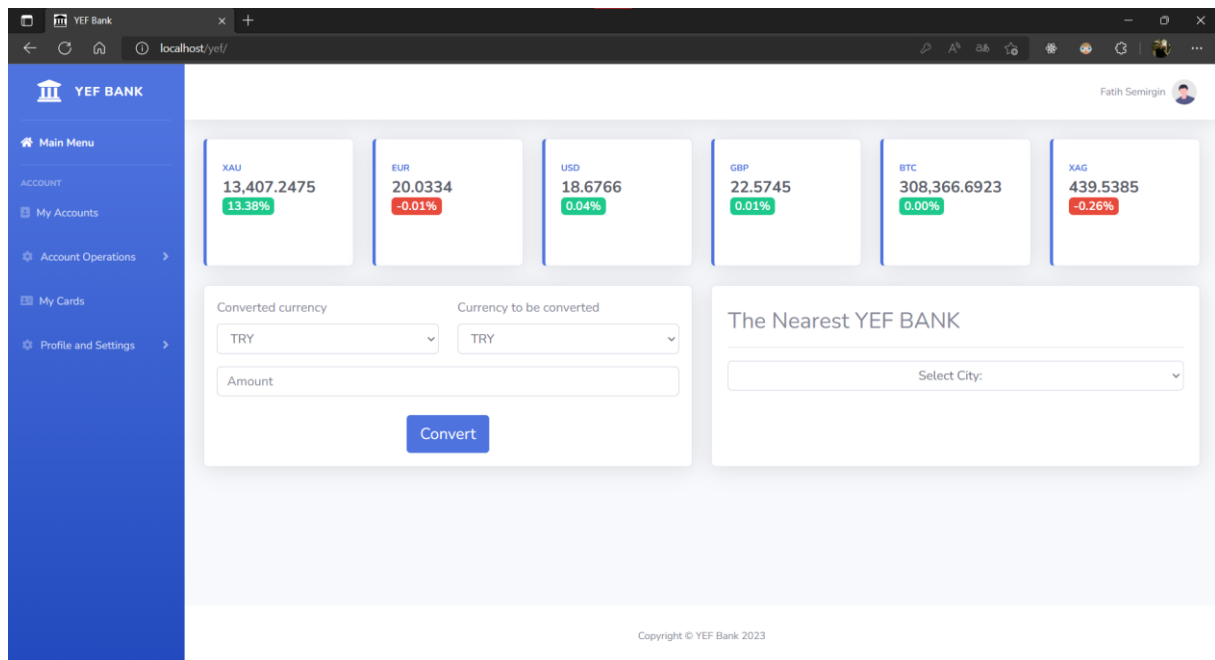 YEF Bank
localhost/yef/
YEF BANK
Fatih Semirgin
Main Menu
ACCOUNT
My Accounts
Account Operations
My Cards
Profile and Settings
XAU
13,407.2475
13.38%
EUR
20.0334
-0.01%
USD
18.6766
0.04%
GBP
22.5745
0.01%
BTC
308,366.6923
0.00%
XAG
439.5385
-0.26%
Converted currency
Currency to be converted
TRY
TRY
Amount
Convert
The Nearest YEF BANK
Select City:
Copyright © YEF Bank 2023